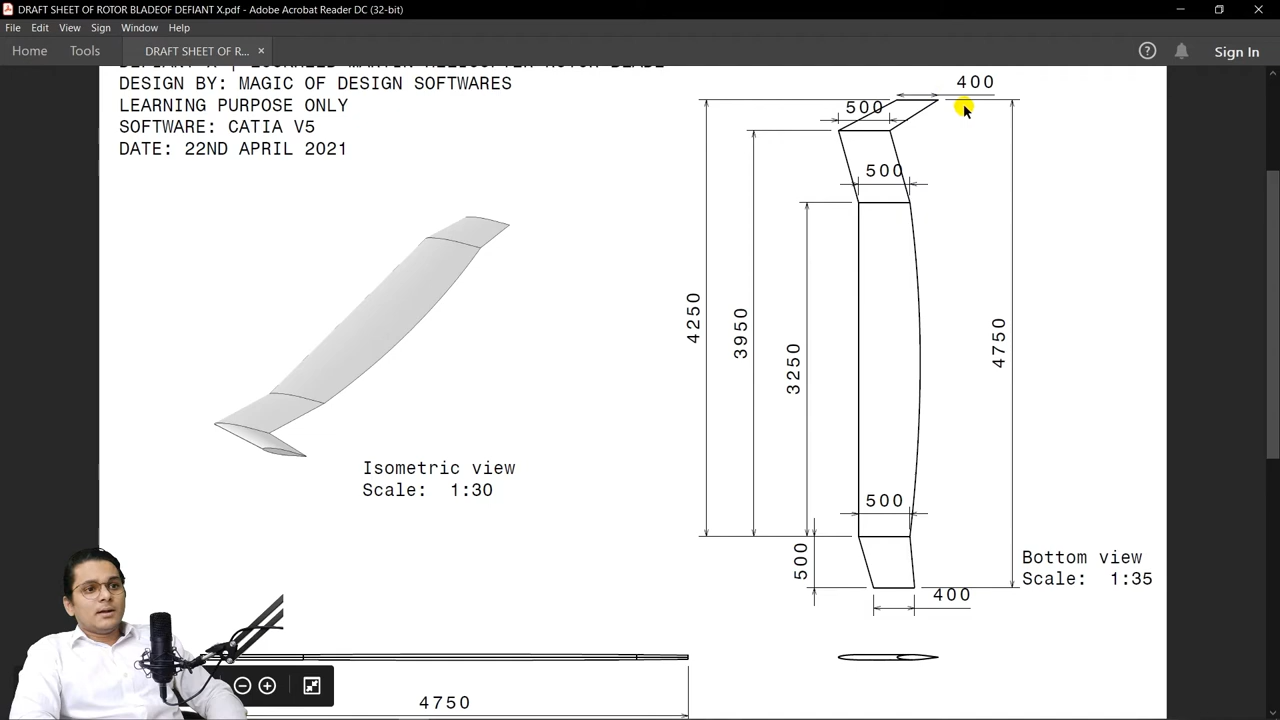 DRAFT SHEET OF ROTOR BLADEOF DEFIANT X.pdf - Adobe Acrobat Reader DC (32-bit)
File Edit View Sign Window Help
Home Tools DRAFT SHEET OF R... × Sign In
DESIGN BY: MAGIC OF DESIGN SOFTWARES
LEARNING PURPOSE ONLY
SOFTWARE: CATIA V5
DATE: 22ND APRIL 2021
400
500
500
4250
3950
3250
4750
500
500
400
Isometric view
Scale: 1:30
Bottom view
Scale: 1:35
4750